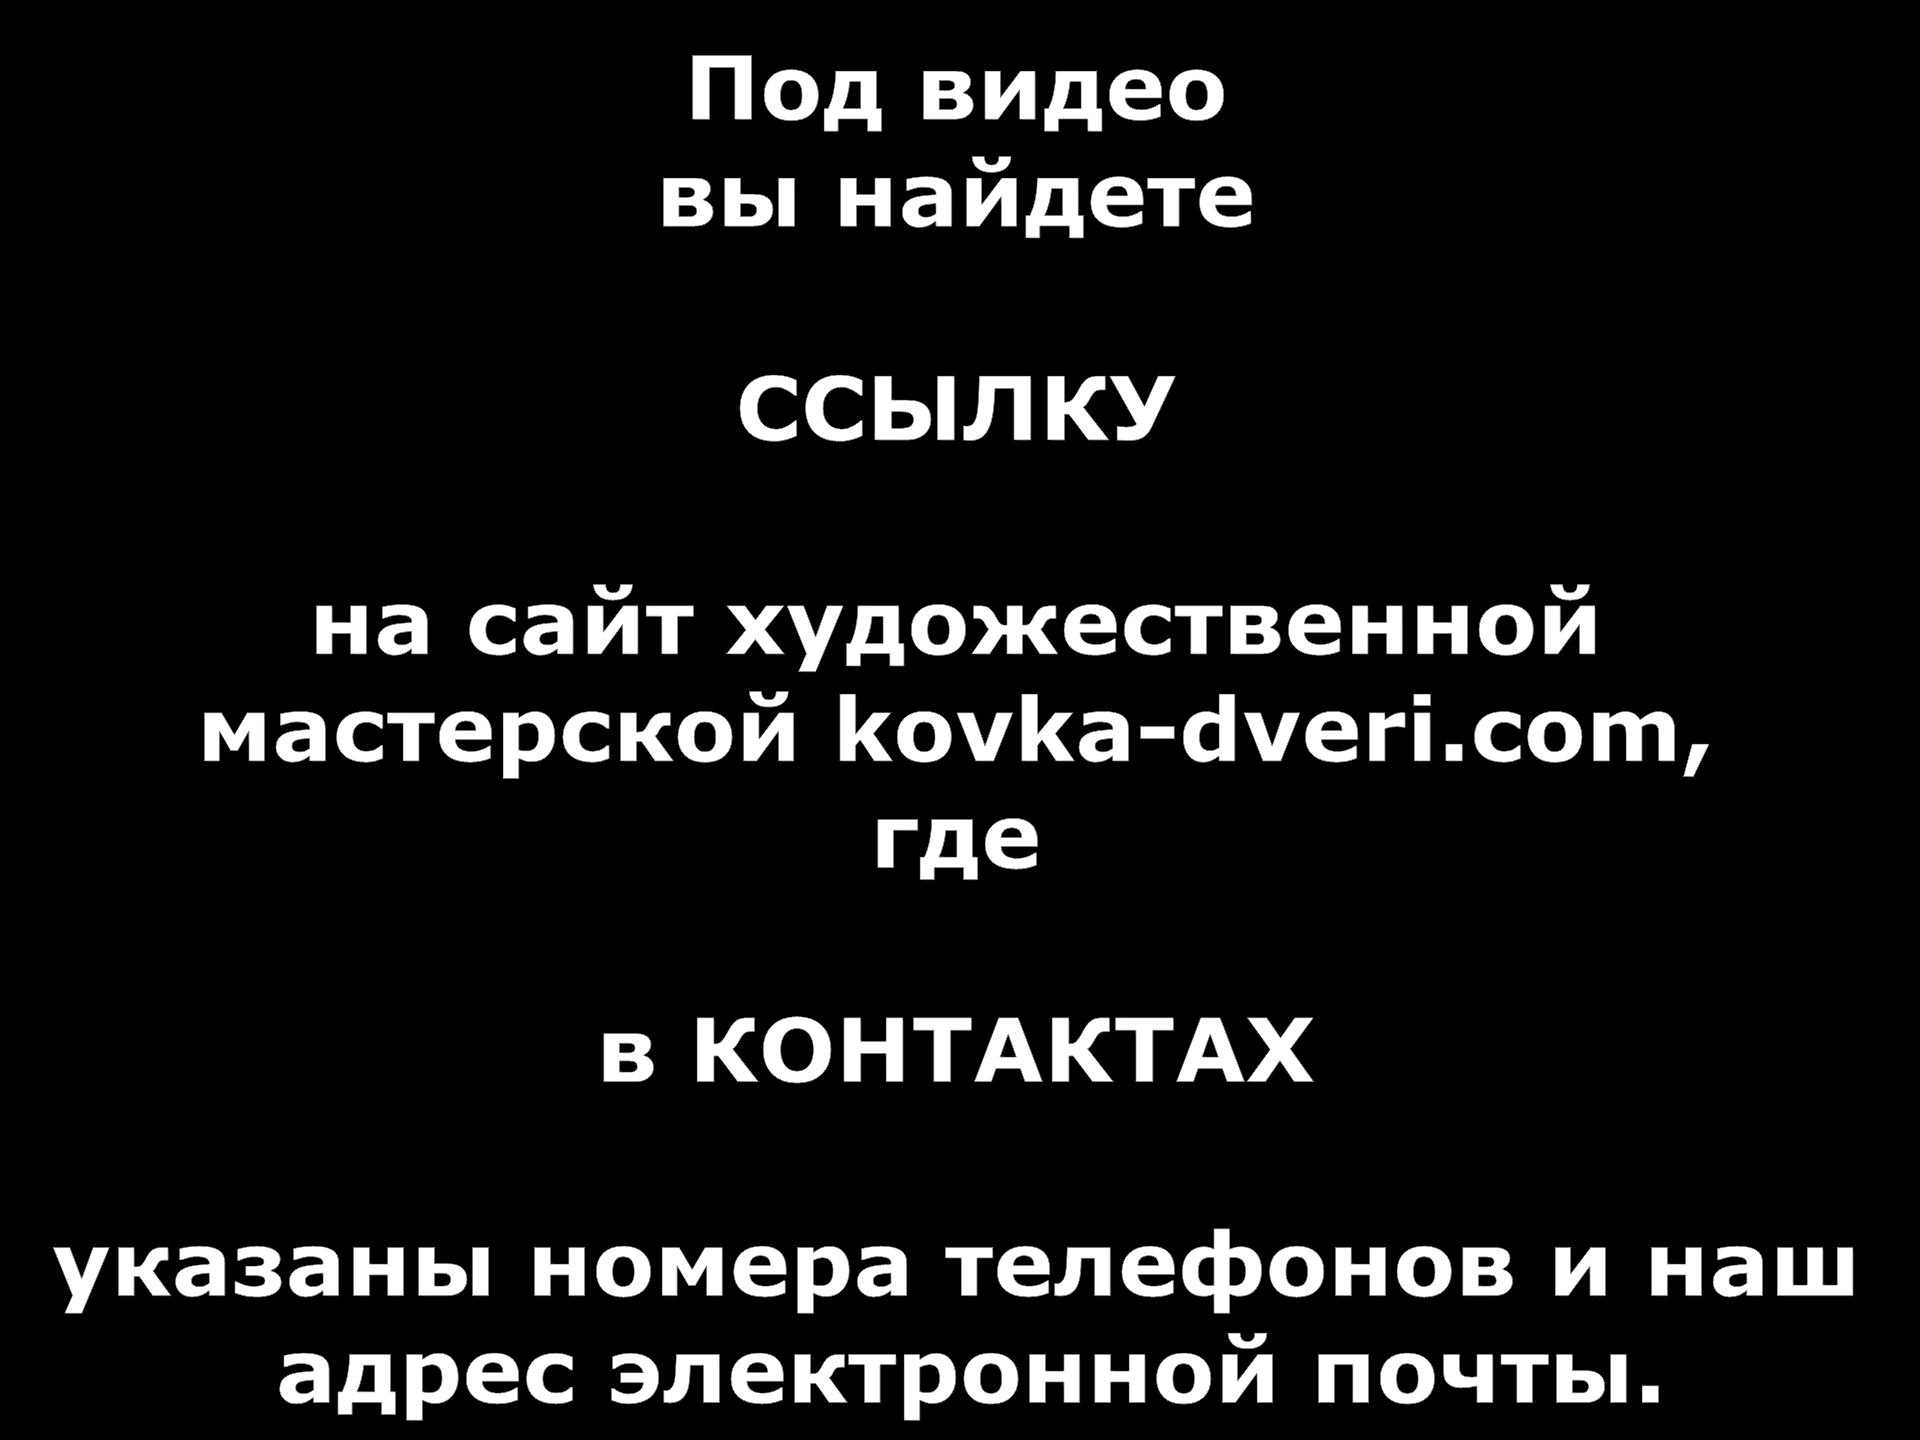 Под видео
вы найдете
ССЫЛКУ
на сайт художественной
мастерской kovka-dveri.com,
где
в КОНТАКТАХ
указаны номера телефонов и наш
адрес электронной почты.